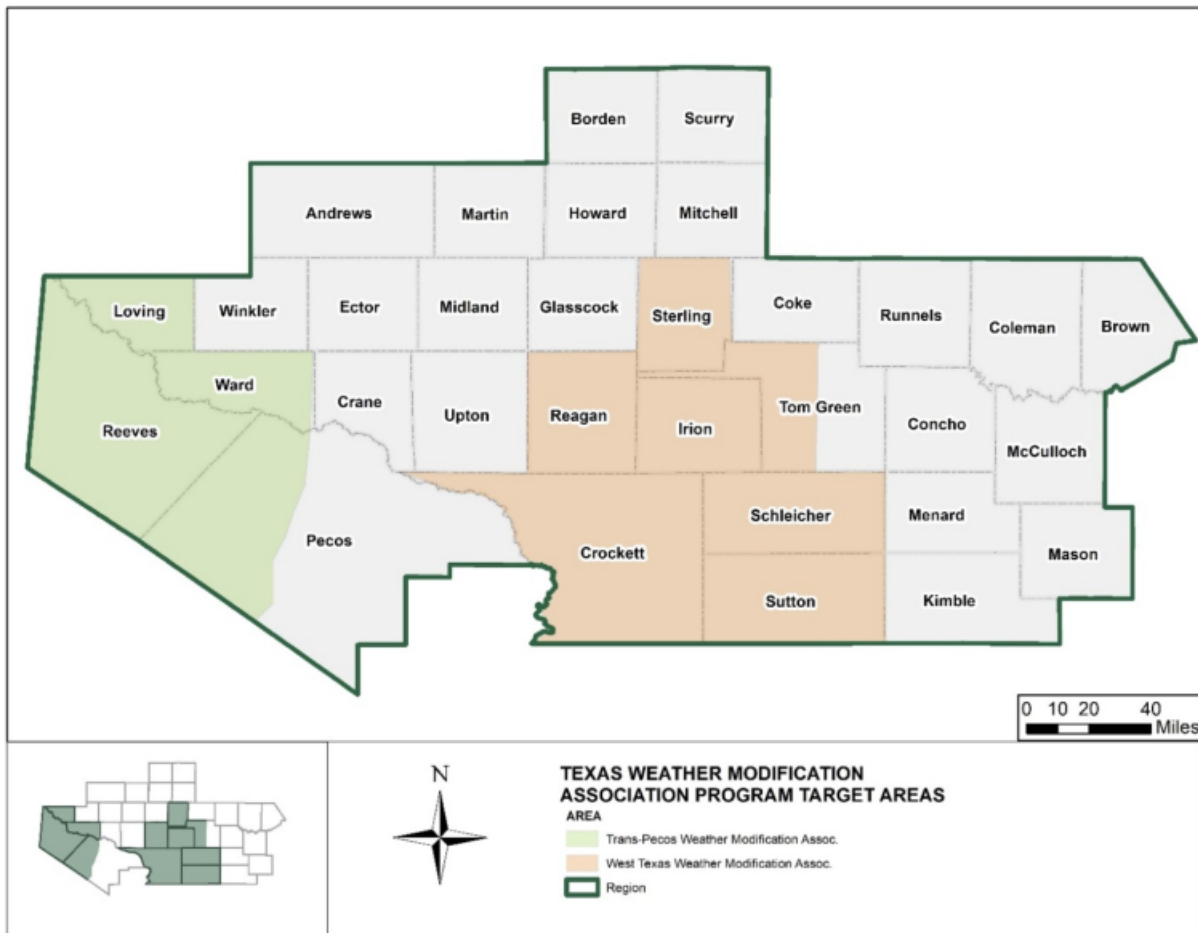 Borden
Scurry
Andrews
Martin
Howard
Mitchell
Loving
Winkler
Ector
Midland
Glasscock
Sterling
Coke
Runnels
Coleman
Brown
Ward
Reeves
Crane
Upton
Reagan
Irion
Tom Green
Concho
McCulloch
Pecos
Crockett
Schleicher
Menard
Mason
Sutton
Kimble
0 10 20 40
Miles
N
TEXAS WEATHER MODIFICATION
ASSOCIATION PROGRAM TARGET AREAS
AREA
Trans-Pecos Weather Modification Assoc.
West Texas Weather Modification Assoc.
Region